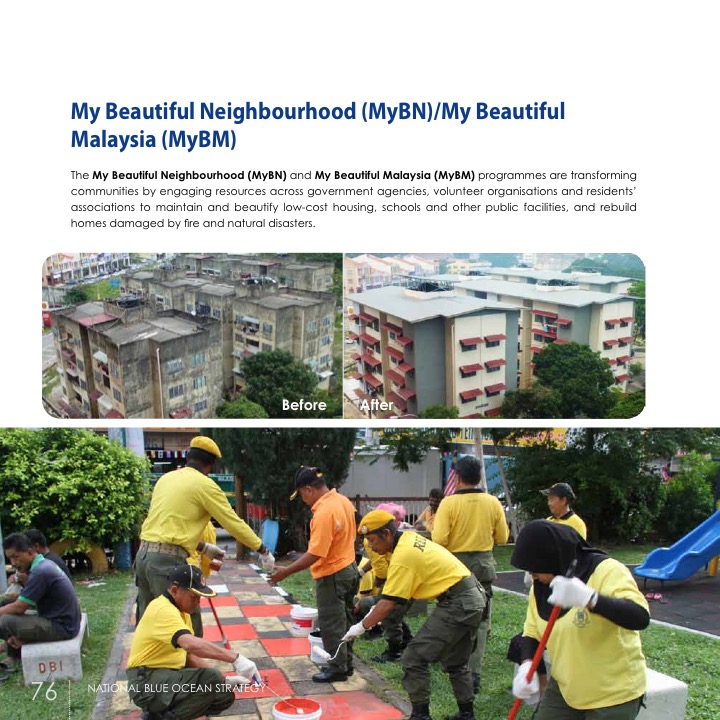 My Beautiful Neighbourhood (MyBN)/My Beautiful
Malaysia (MyBM)
The My Beautiful Neighbourhood (MyBN) and My Beautiful Malaysia (MyBM) programmes are transforming
communities by engaging resources across government agencies, volunteer organisations and residents'
associations to maintain and beautify low-cost housing, schools and other public facilities, and rebuild
homes damaged by fire and natural disasters.
Before
After
DBI
76
NATIONAL BLUE OCEAN STRATEGY